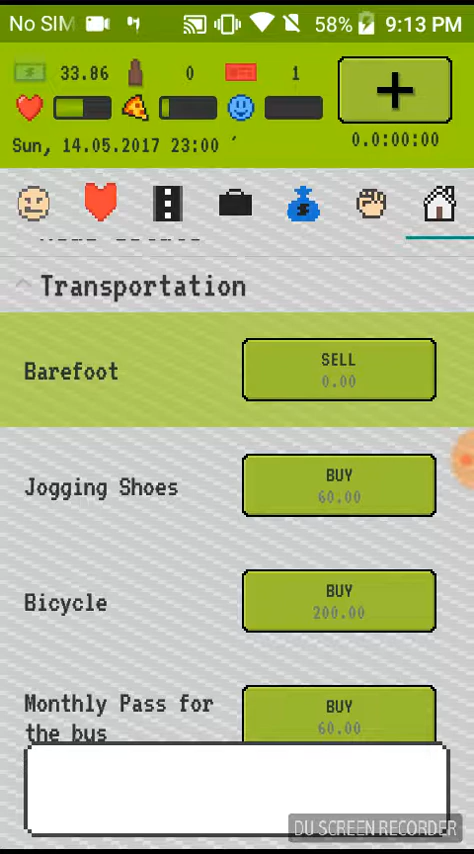 No SIM 58% 9:13 PM
33.86 0 1
+
Sun, 14.05.2017 23:00 ´ 0.0:00:00
Transportation
Barefoot
SELL
0.00
Jogging Shoes
BUY
60.00
Bicycle
BUY
200.00
Monthly Pass for
the bus
BUY
60.00
DU SCREEN RECORDER